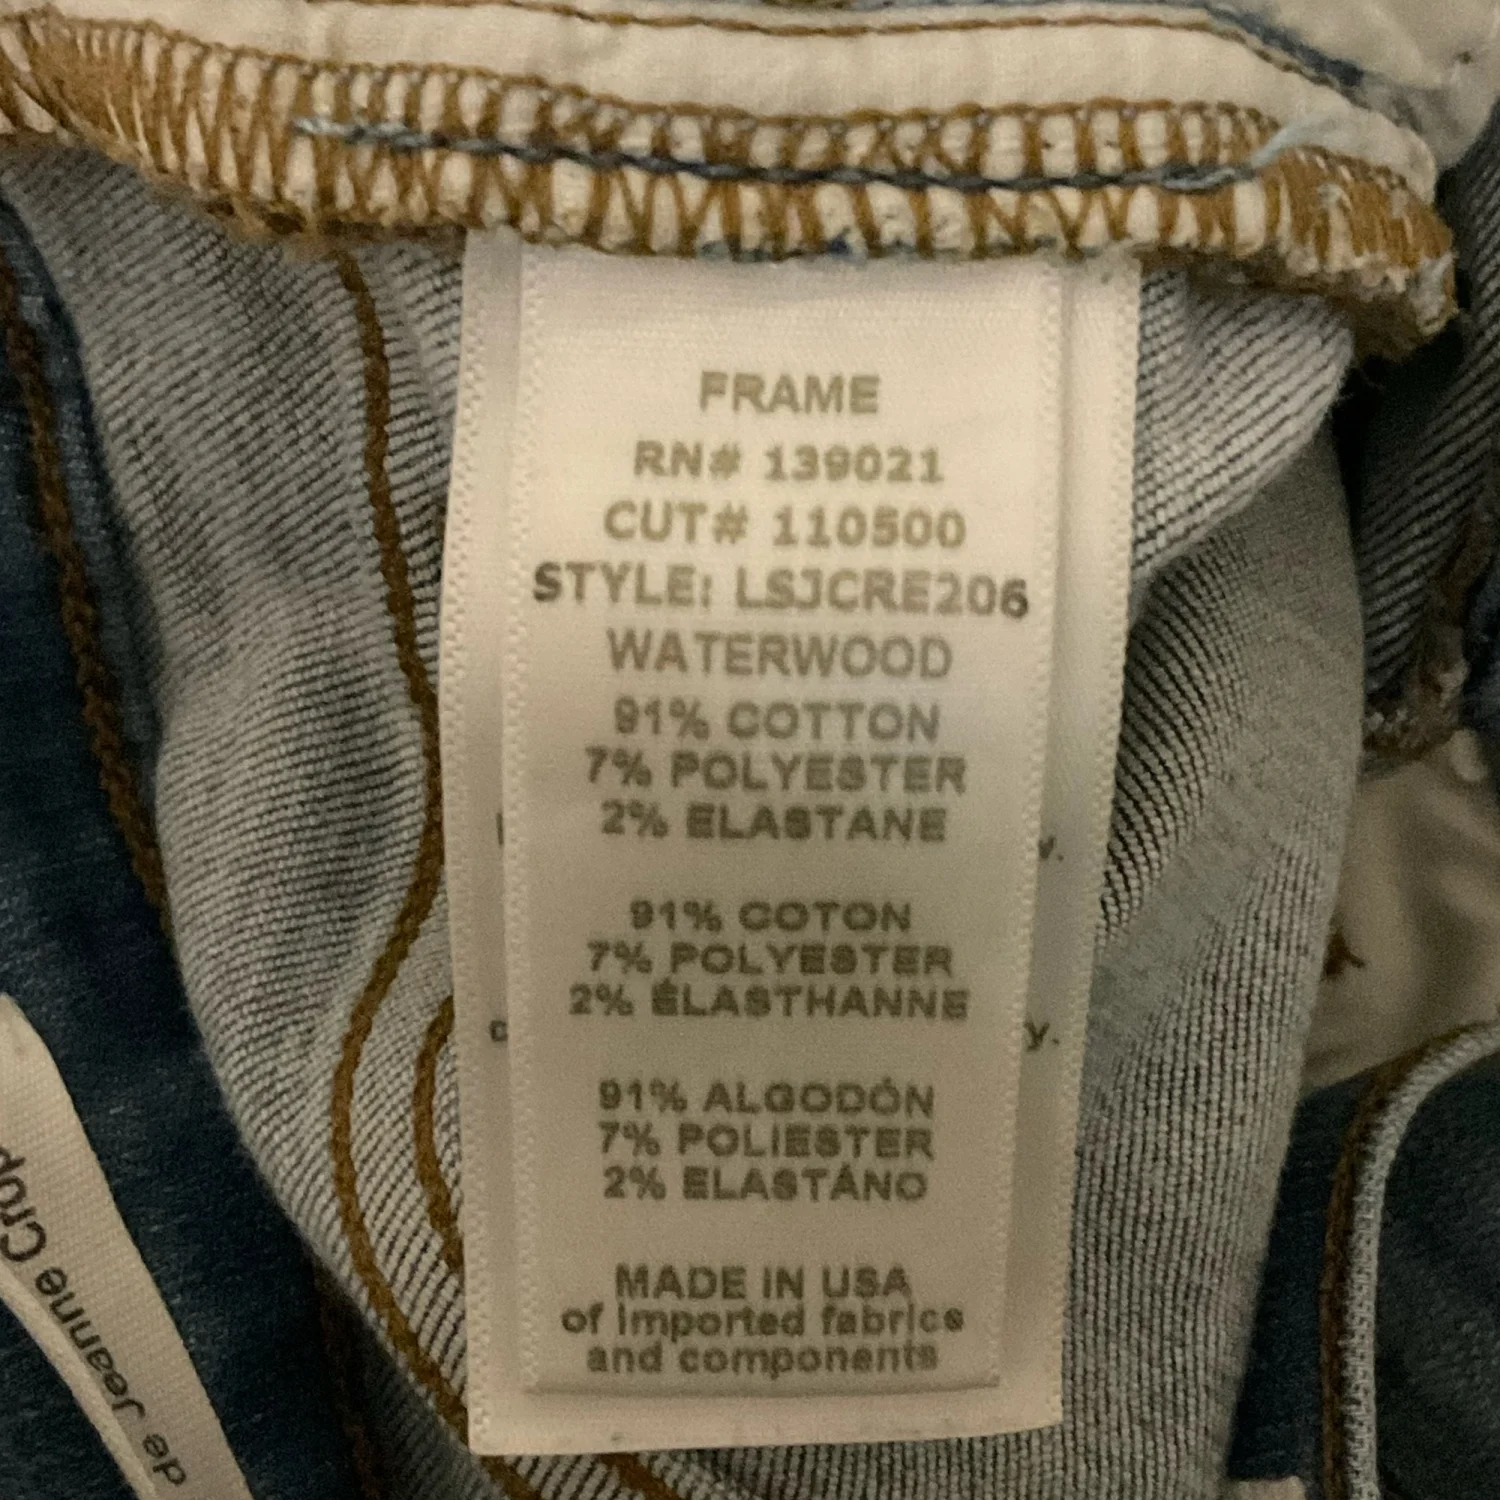 FRAME
RN# 139021
CUT# 110500
STYLE: LSJCRE206
WATERWOOD
91% COTTON
7% POLYESTER
2% ELASTANE
91% COTON
7% POLYESTER
2% ÉLASTHANNE
91% ALGODÓN
7% POLIESTER
2% ELASTÁNO
MADE IN USA
of imported fabrics
and components
de Jeanne Crop